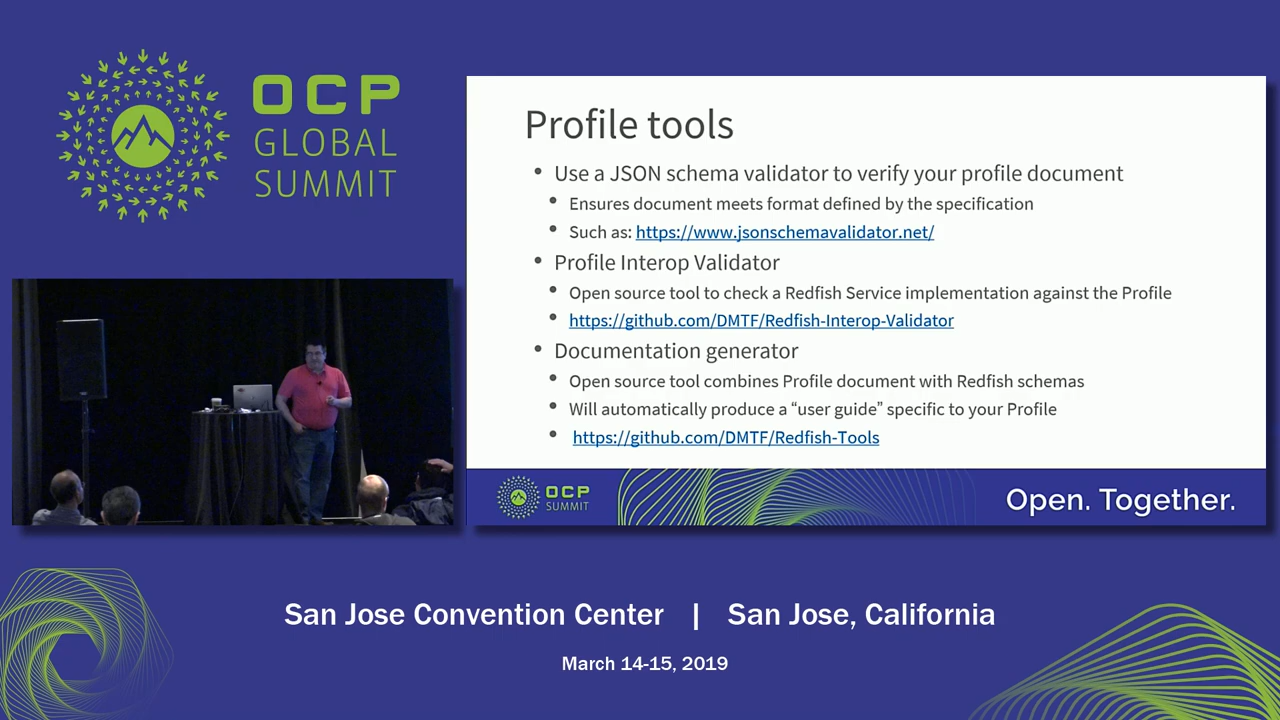 OCP
GLOBAL
SUMMIT
Profile tools
• Use a JSON schema validator to verify your profile document
• Ensures document meets format defined by the specification
• Such as: https://www.jsonschemavalidator.net/
• Profile Interop Validator
• Open source tool to check a Redfish Service implementation against the Profile
• https://github.com/DMTF/Redfish-Interop-Validator
• Documentation generator
• Open source tool combines Profile document with Redfish schemas
• Will automatically produce a “user guide” specific to your Profile
• https://github.com/DMTF/Redfish-Tools
OCP
SUMMIT
Open. Together.
San Jose Convention Center | San Jose, California
March 14-15, 2019